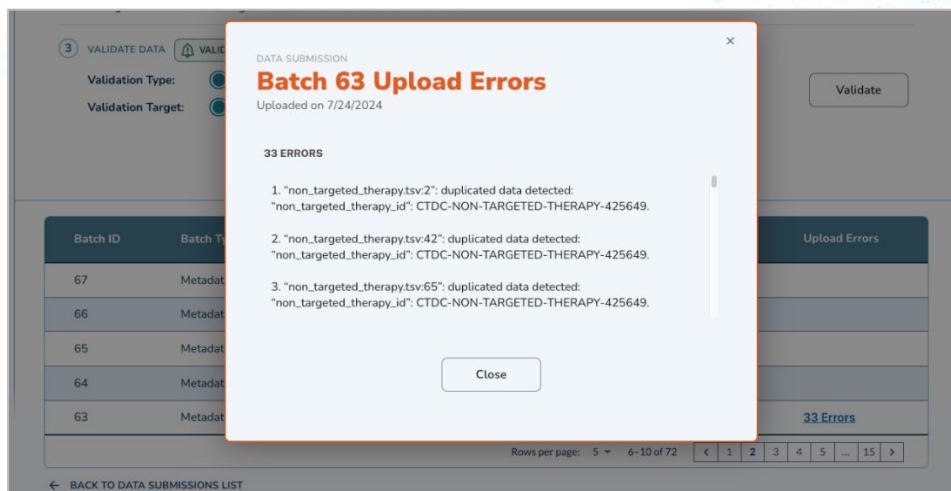 3 VALIDATE DATA VALID
Validation Type:
Validation Target:
Validate
×
DATA SUBMISSION
Batch 63 Upload Errors
Uploaded on 7/24/2024
33 ERRORS
1. “non_targeted_therapy.tsv:2”: duplicated data detected:
“non_targeted_therapy_id”: CTDC-NON-TARGETED-THERAPY-425649.
2. “non_targeted_therapy.tsv:42”: duplicated data detected:
“non_targeted_therapy_id”: CTDC-NON-TARGETED-THERAPY-425649.
3. “non_targeted_therapy.tsv:65”: duplicated data detected:
“non_targeted_therapy_id”: CTDC-NON-TARGETED-THERAPY-425649.
Close
Batch ID Batch Ty Upload Errors
67 Metadat
66 Metadat
65 Metadat
64 Metadat
63 Metadat 33 Errors
Rows per page: 5 6–10 of 72 < 1 2 3 4 5 ... 15 >
← BACK TO DATA SUBMISSIONS LIST